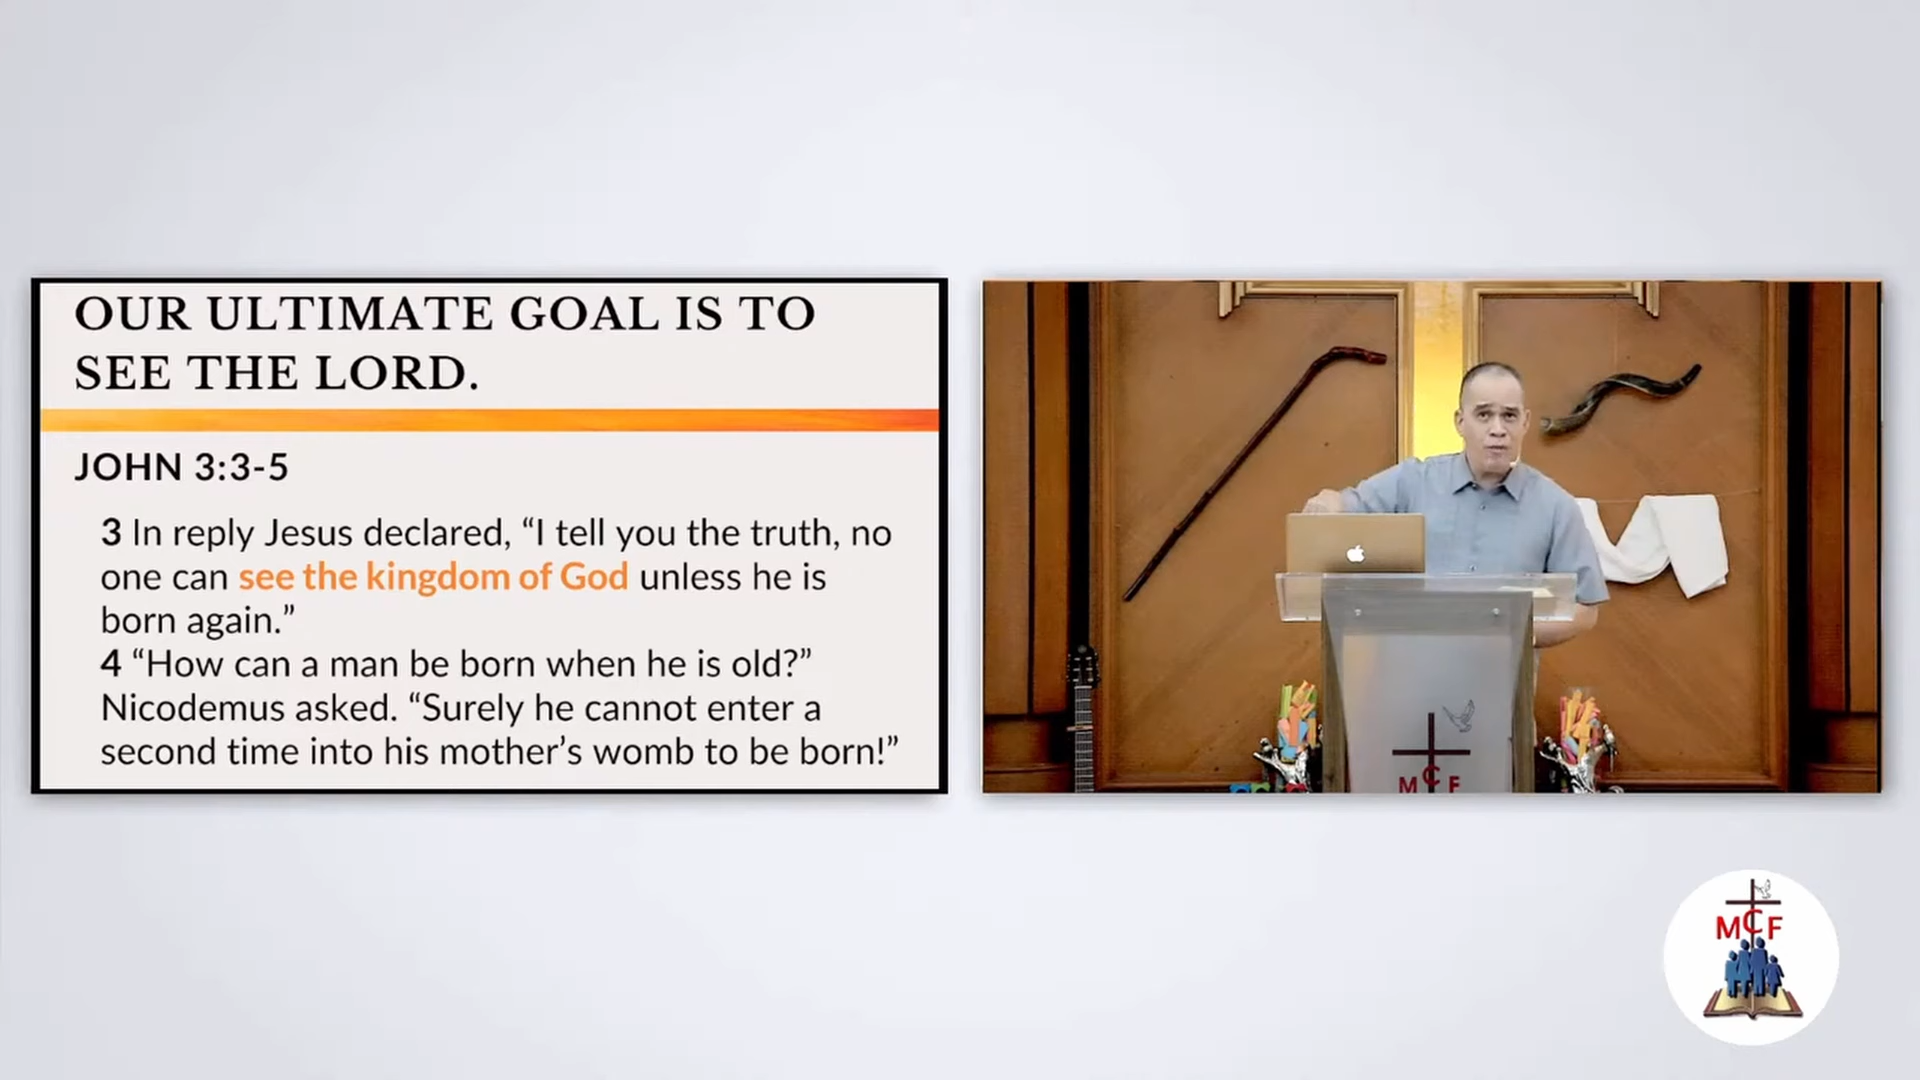 OUR ULTIMATE GOAL IS TO
SEE THE LORD.
JOHN 3:3-5
3 In reply Jesus declared, “I tell you the truth, no
one can see the kingdom of God unless he is
born again.”
4 “How can a man be born when he is old?”
Nicodemus asked. “Surely he cannot enter a
second time into his mother’s womb to be born!”
MCF
MCF